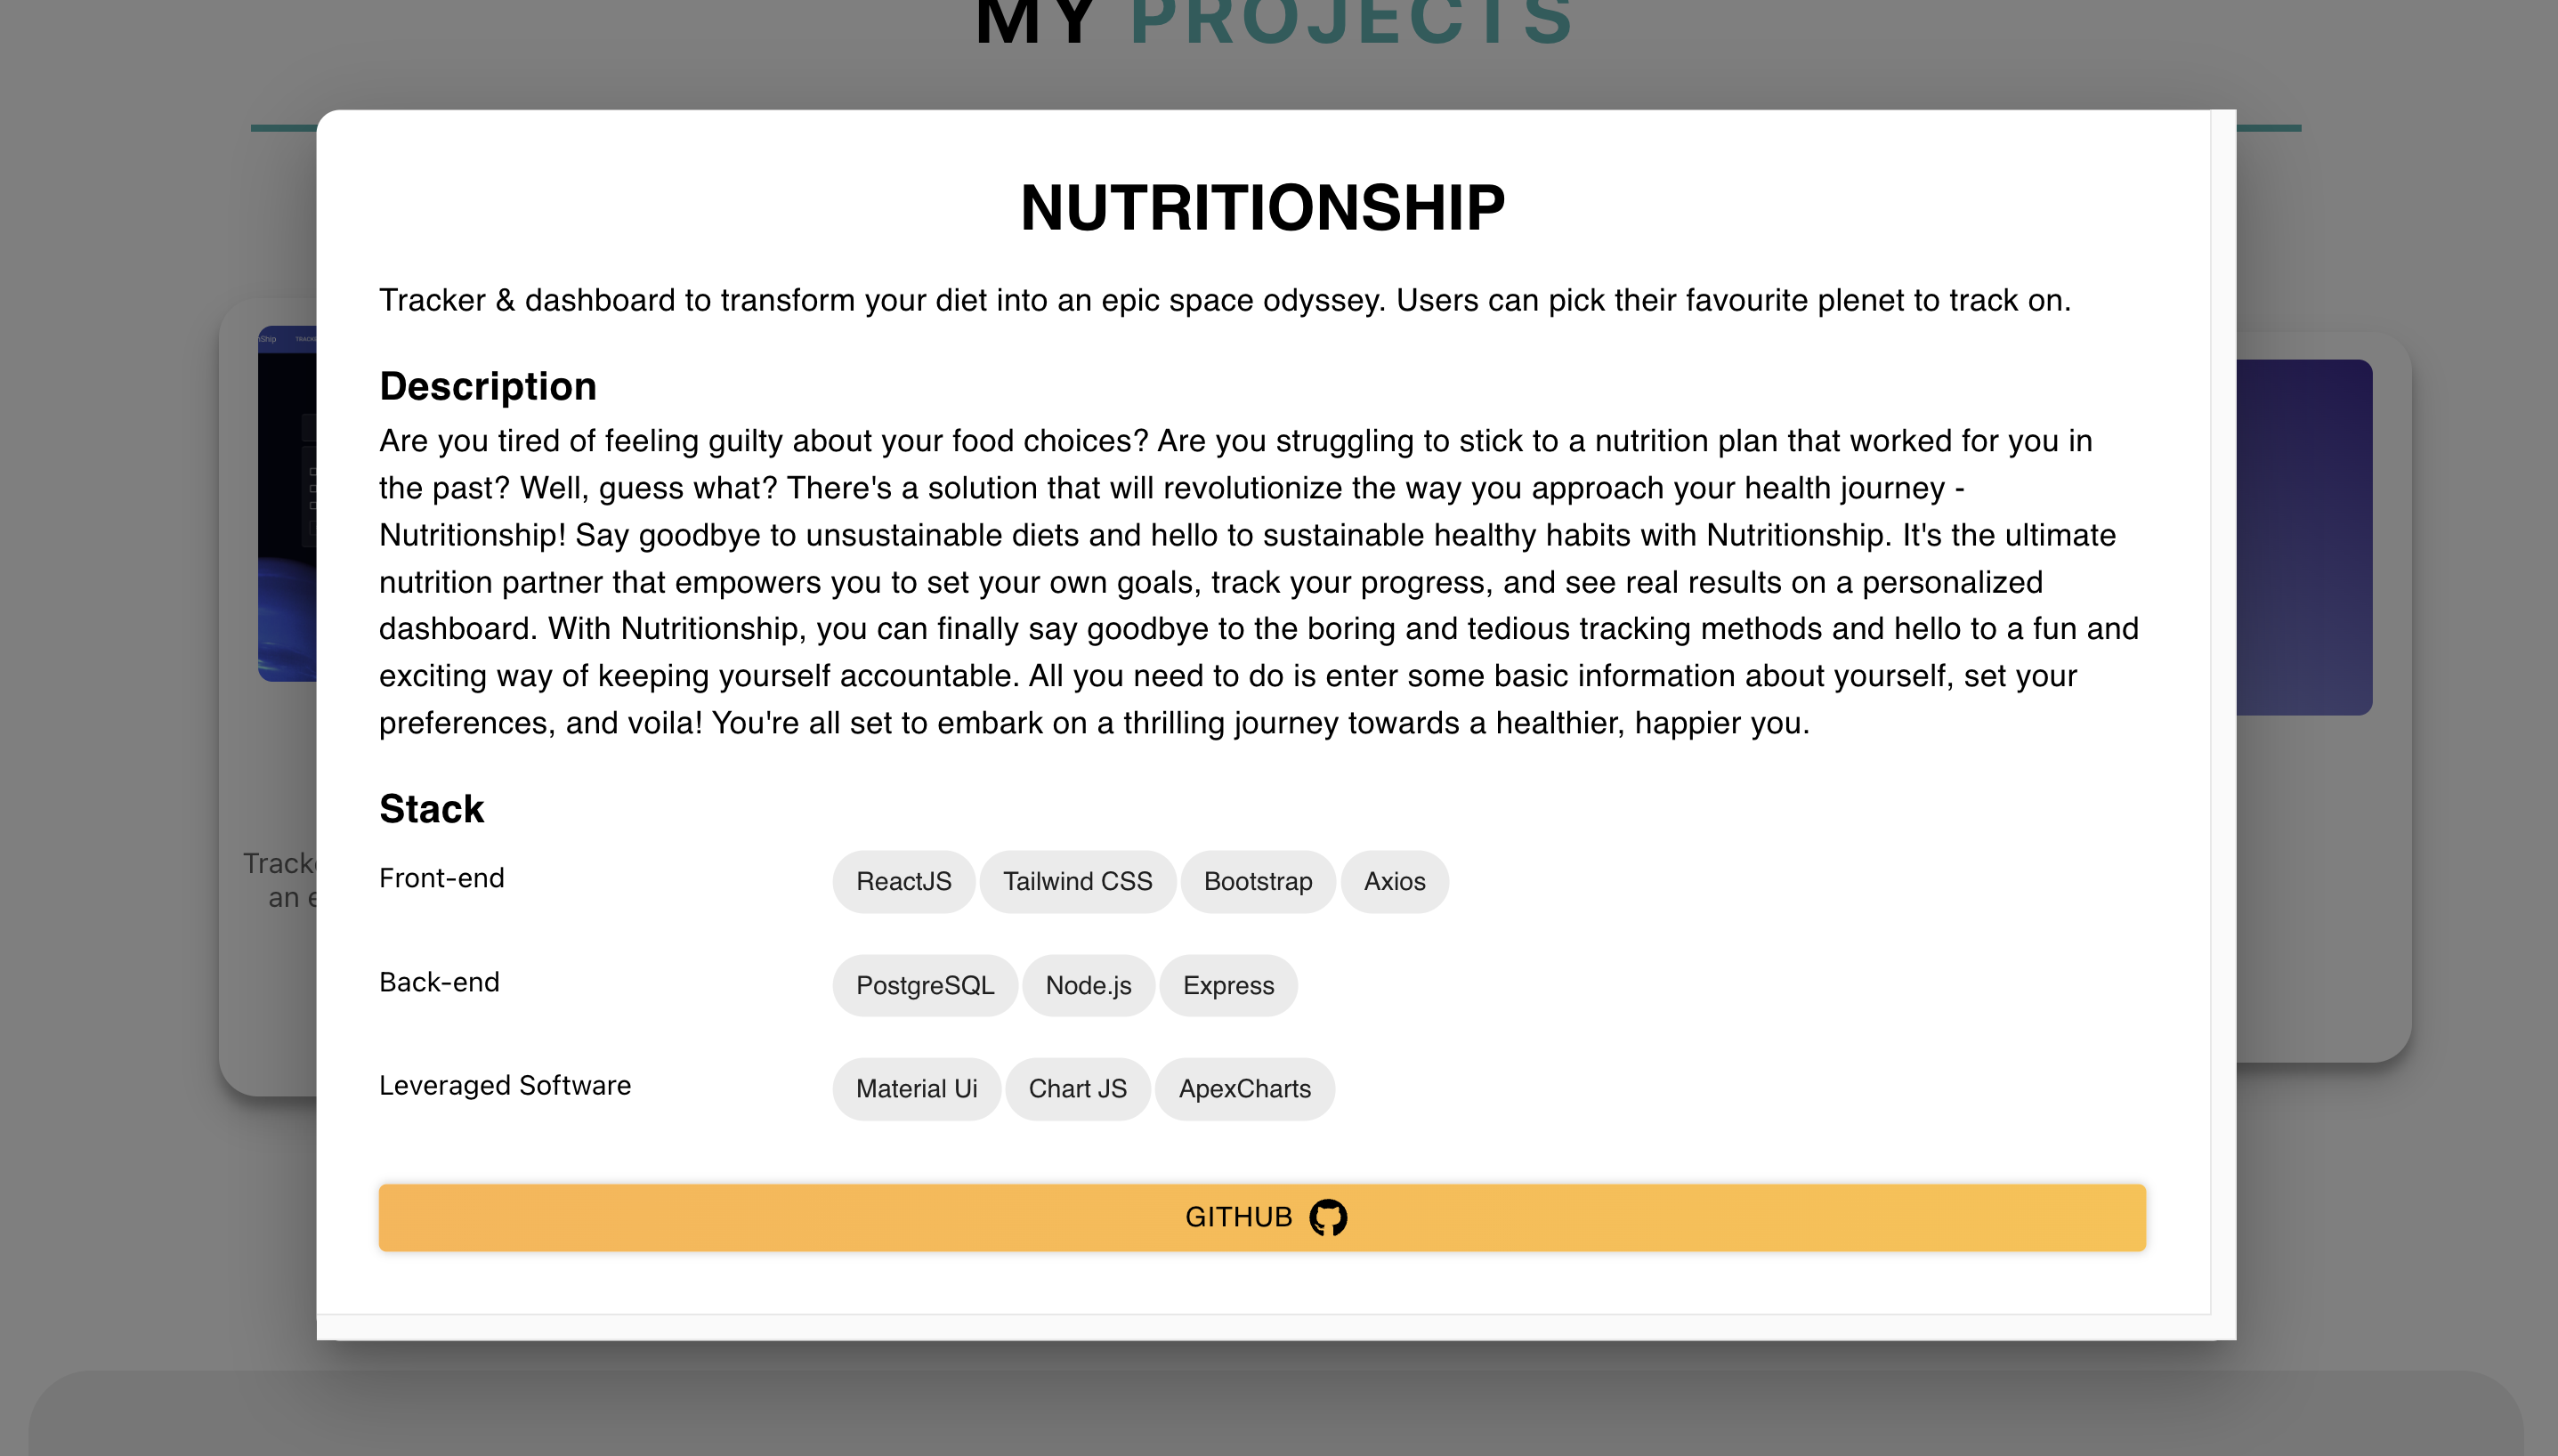 MY PROJECTS
NUTRITIONSHIP
Tracker & dashboard to transform your diet into an epic space odyssey. Users can pick their favourite plenet to track on.
Description
Are you tired of feeling guilty about your food choices? Are you struggling to stick to a nutrition plan that worked for you in
the past? Well, guess what? There's a solution that will revolutionize the way you approach your health journey -
Nutritionship! Say goodbye to unsustainable diets and hello to sustainable healthy habits with Nutritionship. It's the ultimate
nutrition partner that empowers you to set your own goals, track your progress, and see real results on a personalized
dashboard. With Nutritionship, you can finally say goodbye to the boring and tedious tracking methods and hello to a fun and
exciting way of keeping yourself accountable. All you need to do is enter some basic information about yourself, set your
preferences, and voila! You're all set to embark on a thrilling journey towards a healthier, happier you.
Stack
Front-end ReactJS Tailwind CSS Bootstrap Axios
an
Back-end PostgreSQL Node.js Express
Leveraged Software Material Ui Chart JS ApexCharts
GITHUB